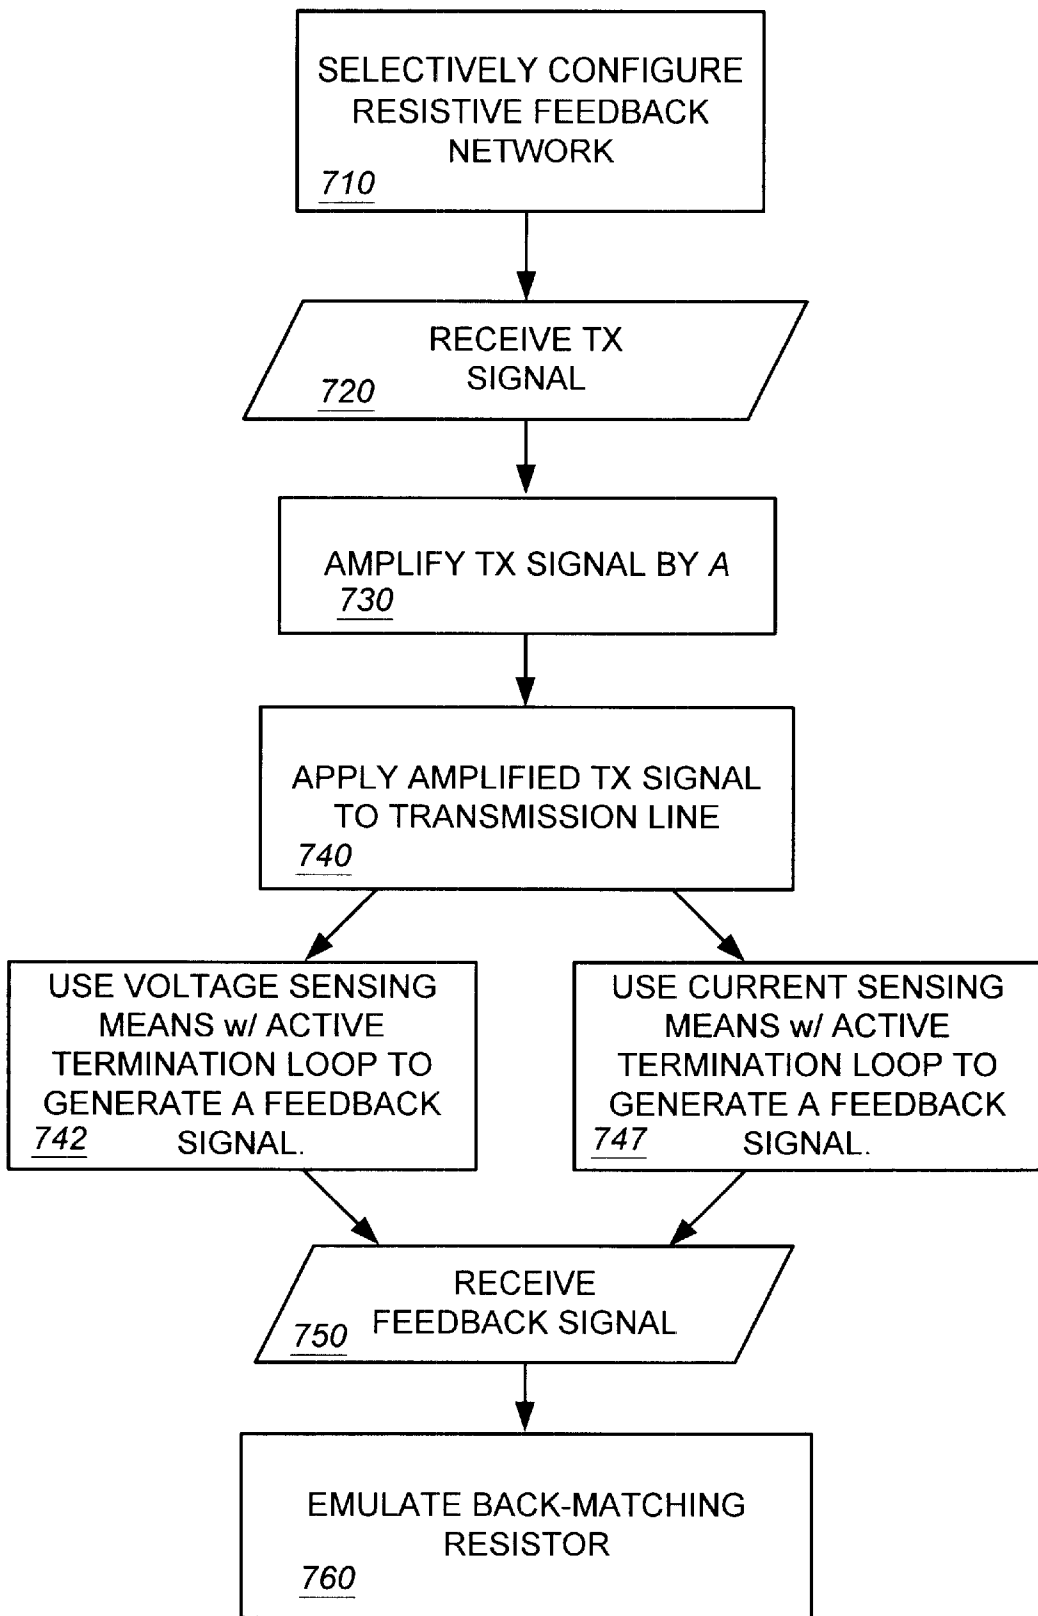 SELECTIVELY CONFIGURE
RESISTIVE FEEDBACK
NETWORK
710
RECEIVE TX
SIGNAL
720
AMPLIFY TX SIGNAL BY A
730
APPLY AMPLIFIED TX SIGNAL
TO TRANSMISSION LINE
740
USE VOLTAGE SENSING
MEANS w/ ACTIVE
TERMINATION LOOP TO
GENERATE A FEEDBACK
SIGNAL.
742
USE CURRENT SENSING
MEANS w/ ACTIVE
TERMINATION LOOP TO
GENERATE A FEEDBACK
SIGNAL.
747
RECEIVE
FEEDBACK SIGNAL
750
EMULATE BACK-MATCHING
RESISTOR
760